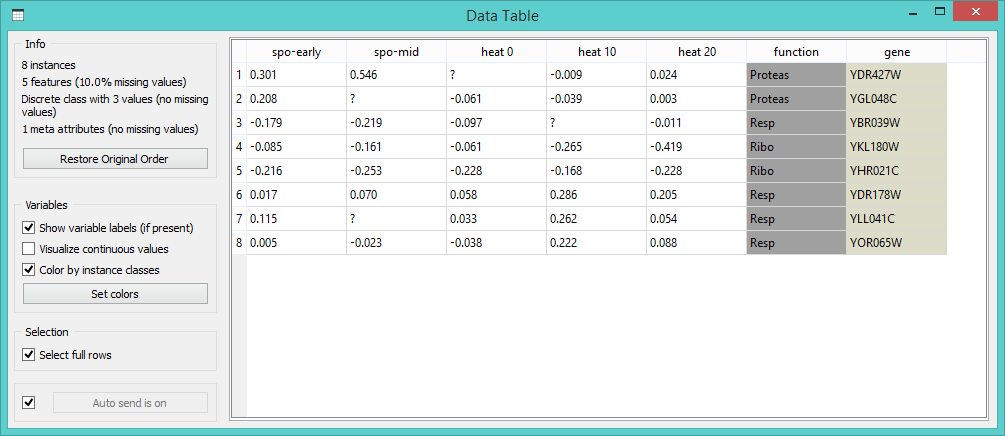 Data Table
Info
8 instances
5 features (10.0% missing values)
Discrete class with 3 values (no missing
values)
1 meta attributes (no missing values)
Restore Original Order
Variables
Show variable labels (if present)
Visualize continuous values
Color by instance classes
Set colors
Selection
Select full rows
Auto send is on
spo-early spo-mid heat 0 heat 10 heat 20 function gene
1 0.301 0.546 ? -0.009 0.024 Proteas YDR427W
2 0.208 ? -0.061 -0.039 0.003 Proteas YGL048C
3 -0.179 -0.219 -0.097 ? -0.011 Resp YBR039W
4 -0.085 -0.161 -0.061 -0.265 -0.419 Ribo YKL180W
5 -0.216 -0.253 -0.228 -0.168 -0.228 Ribo YHR021C
6 0.017 0.070 0.058 0.286 0.205 Resp YDR178W
7 0.115 ? 0.033 0.262 0.054 Resp YLL041C
8 0.005 -0.023 -0.038 0.222 0.088 Resp YOR065W